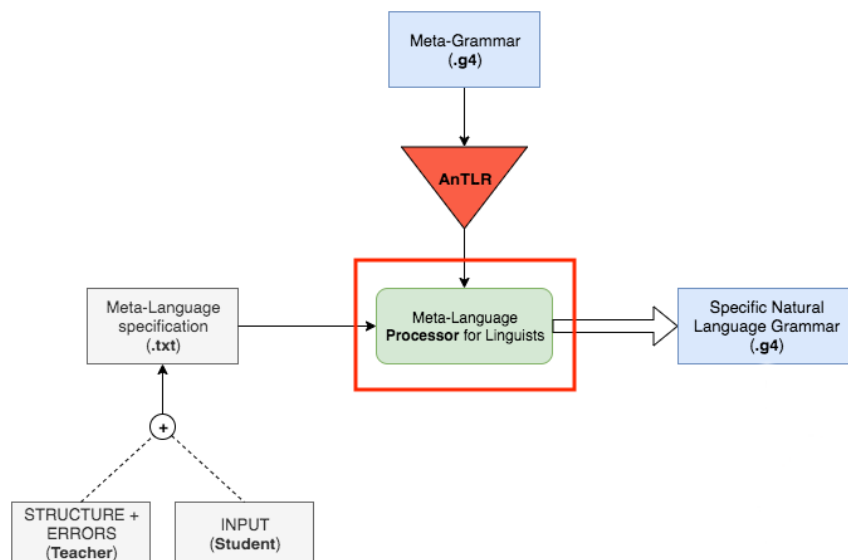 Meta-Grammar
(.g4)
AnTLR
Meta-Language
specification
(.txt)
Meta-Language
Processor for Linguists
Specific Natural
Language Grammar
(.g4)
+
STRUCTURE +
ERRORS
(Teacher)
INPUT
(Student)